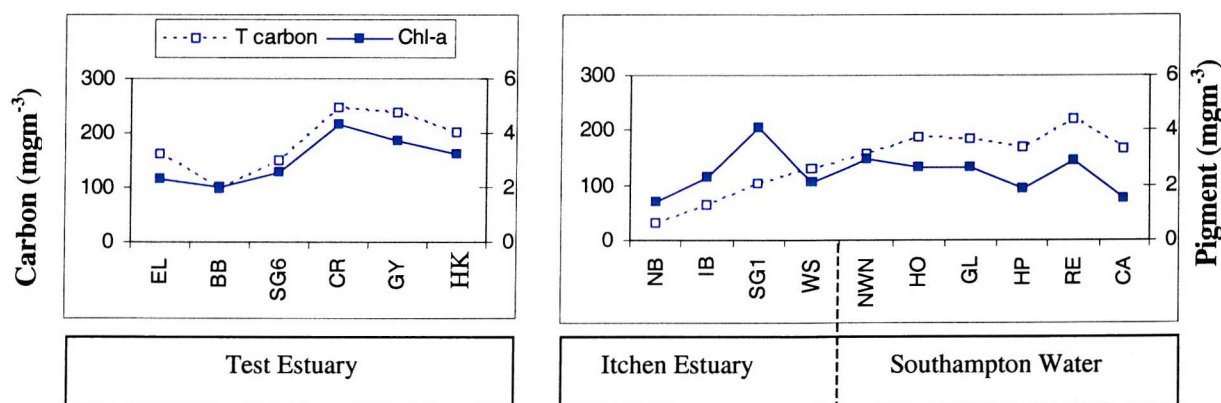 T carbon Chl-a
Carbon (mgm-3)
300
200
100
0
6
4
2
0
EL BB SG6 CR GY HK
300
200
100
0
6
4
2
0
Pigment (mgm-3)
NB IB SG1 WS NWN HO GL HP RE CA
Test Estuary
Itchen Estuary
Southampton Water